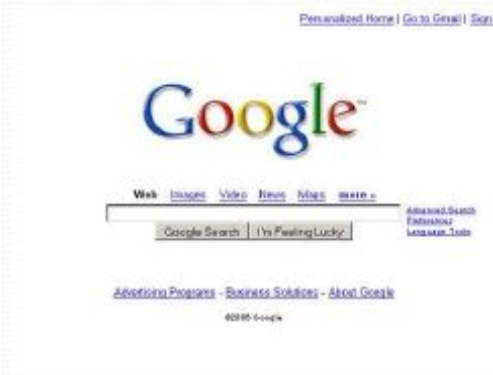 Personalized Home | Go to Gmail | Sign
Google™
Web Images Video News Maps more »
Advanced Search
Preferences
Language Tools
Google Search I'm Feeling Lucky
Advertising Programs - Business Solutions - About Google
Google